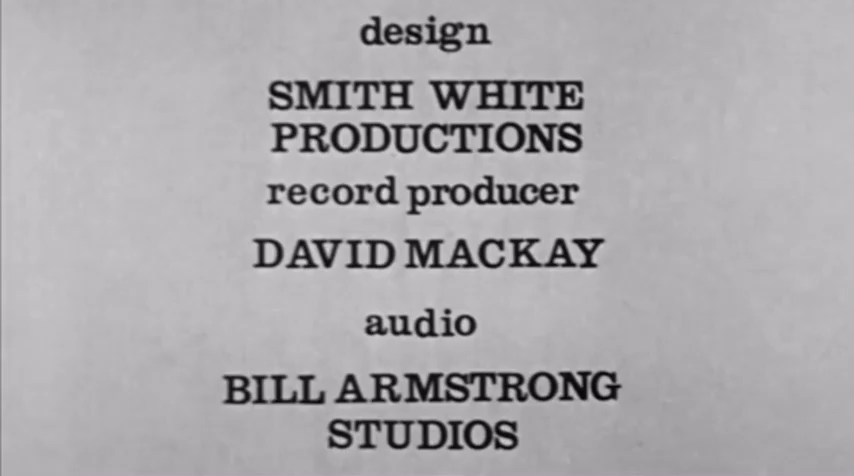 design
SMITH WHITE
PRODUCTIONS
record producer
DAVID MACKAY
audio
BILL ARMSTRONG
STUDIOS